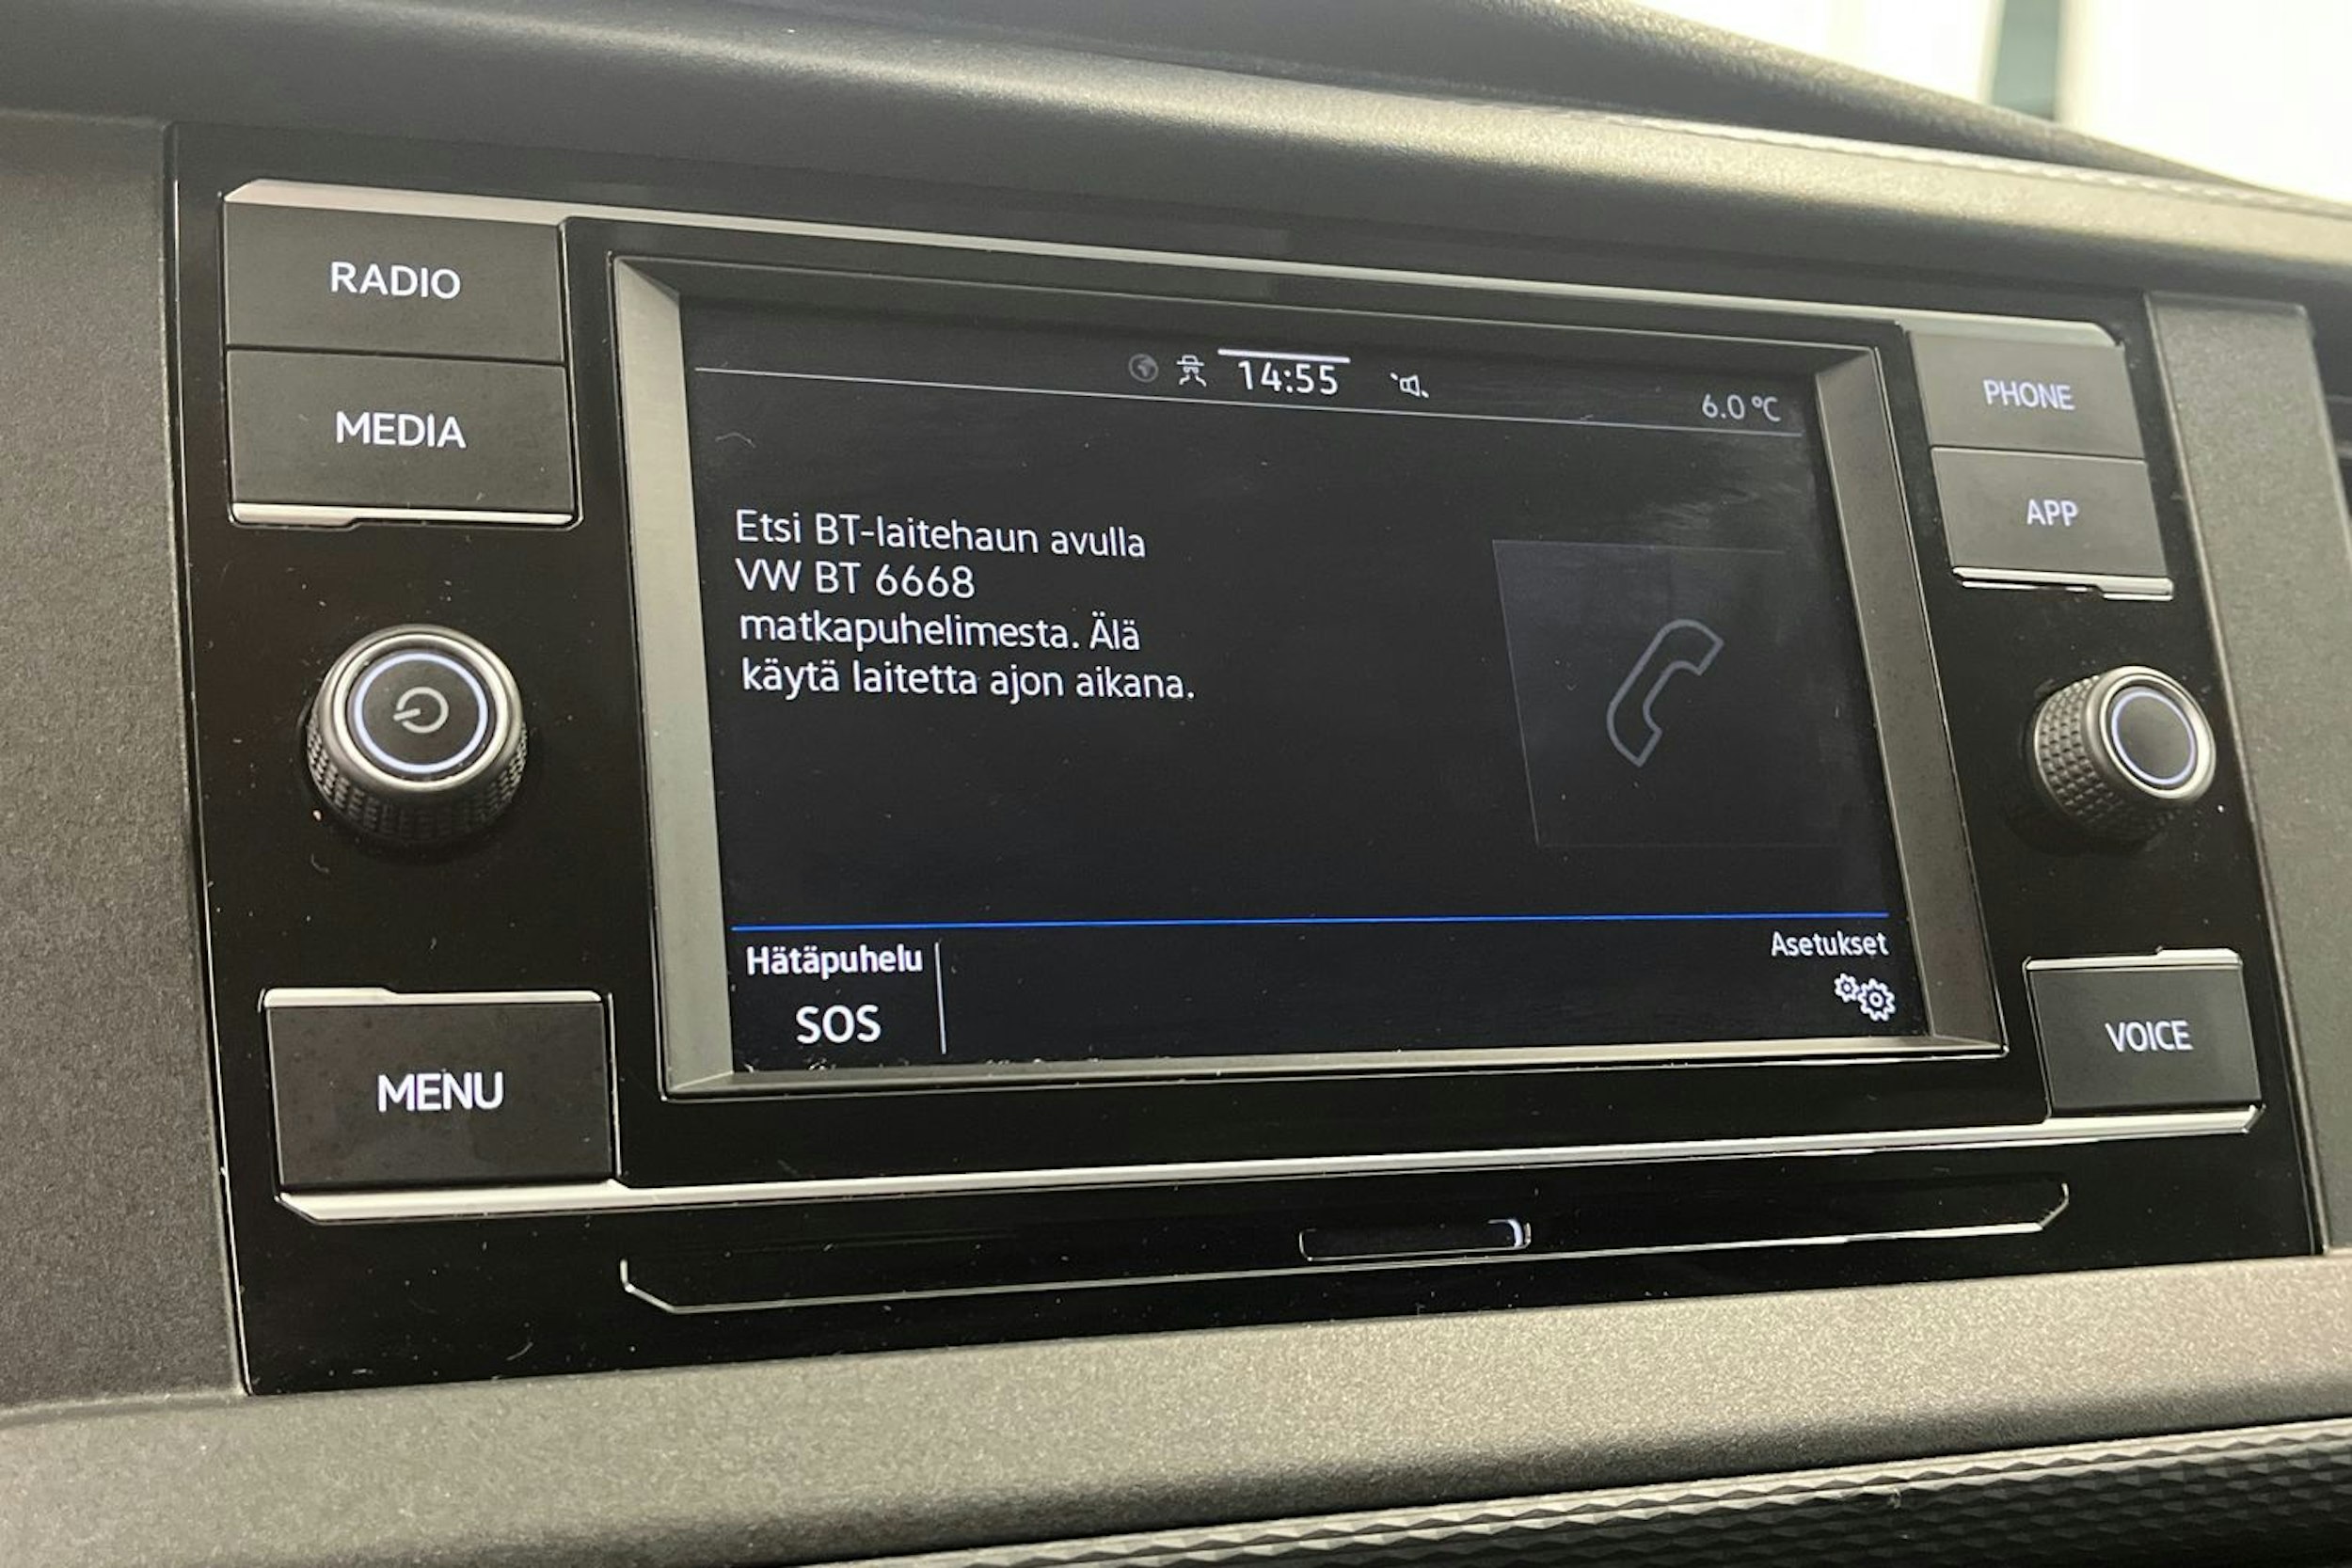 RADIO
MEDIA
MENU
14:55
6.0 °C
Etsi BT-laitehaun avulla
VW BT 6668
matkapuhelimesta. Älä
käytä laitetta ajon aikana.
Hätäpuhelu
SOS
Asetukset
PHONE
APP
VOICE